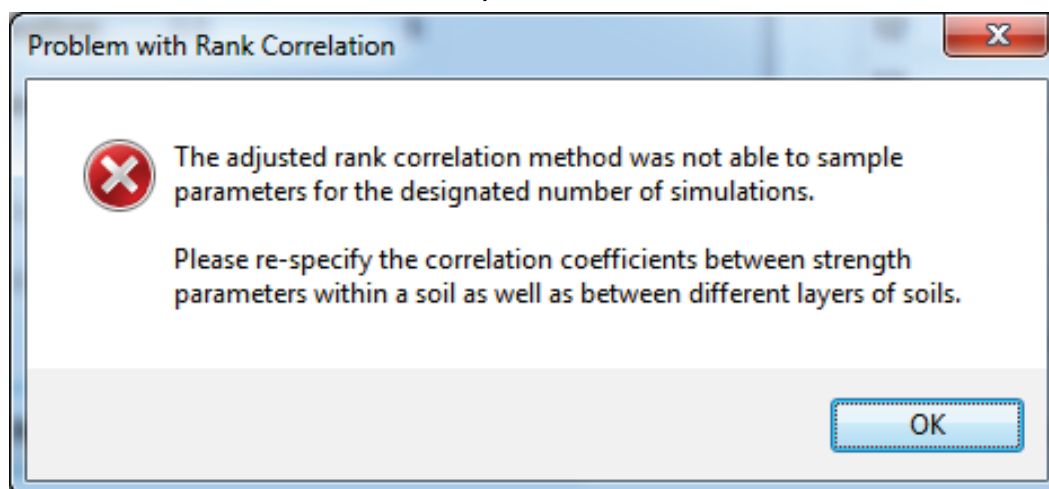 Problem with Rank Correlation
The adjusted rank correlation method was not able to sample
parameters for the designated number of simulations.
Please re-specify the correlation coefficients between strength
parameters within a soil as well as between different layers of soils.
OK